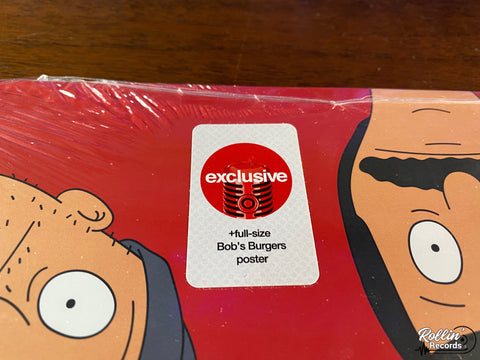 exclusive
+full-size
Bob's Burgers
poster
Rollin'
Records